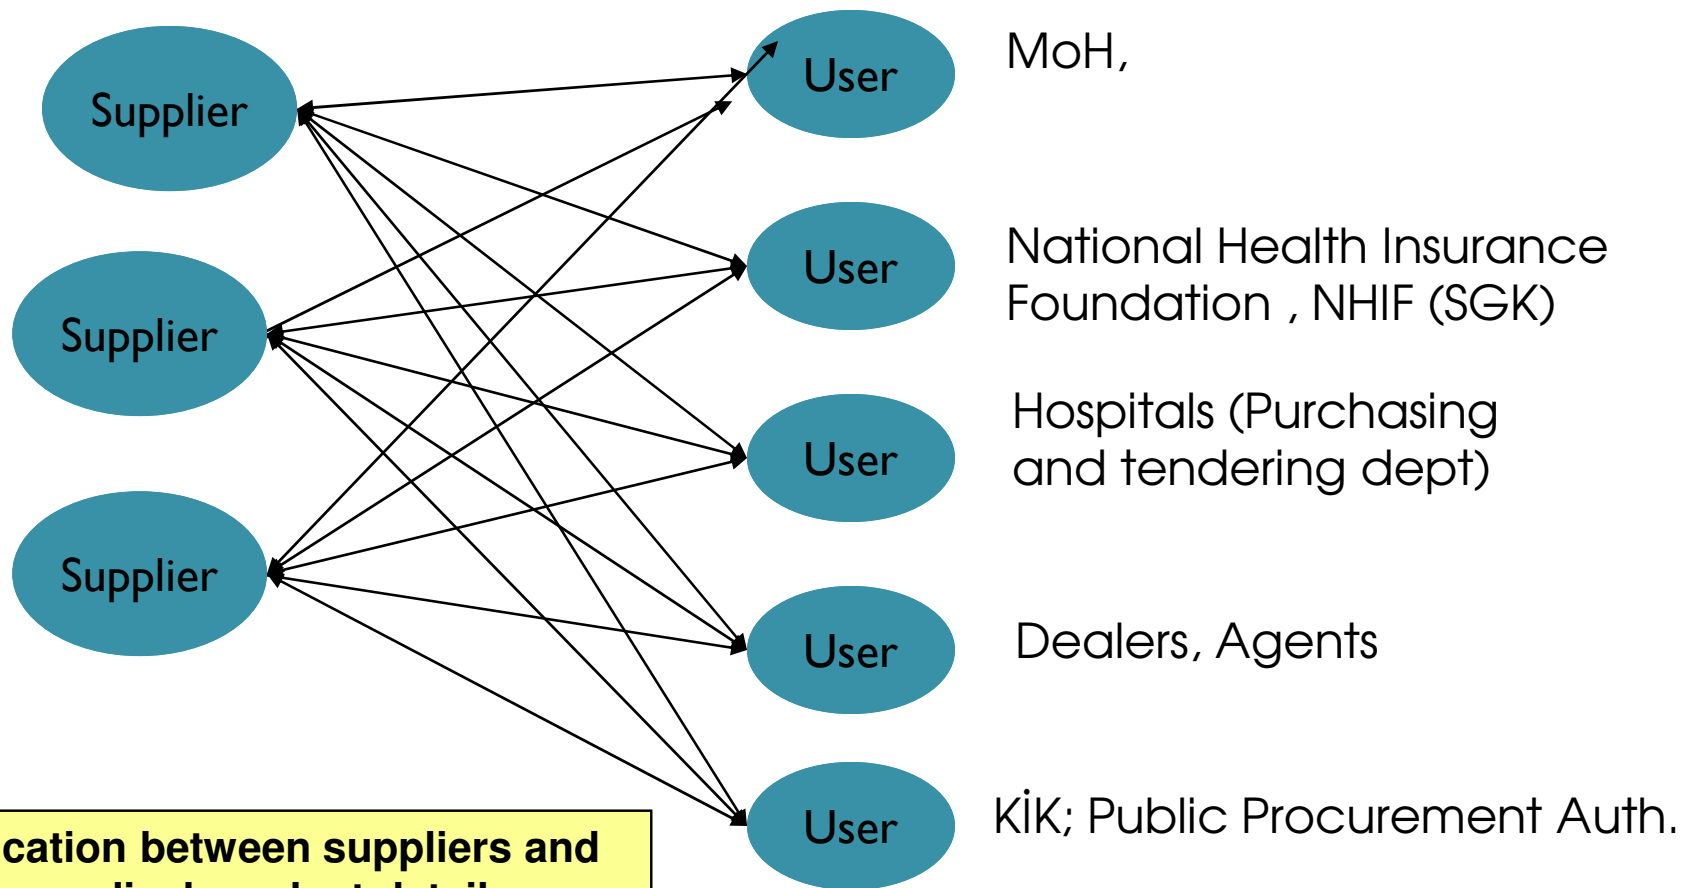 Supplier
Supplier
Supplier
User
User
User
User
User
MoH,
National Health Insurance
Foundation , NHIF (SGK)
Hospitals (Purchasing
and tendering dept)
Dealers, Agents
KİK; Public Procurement Auth.
cation between suppliers and